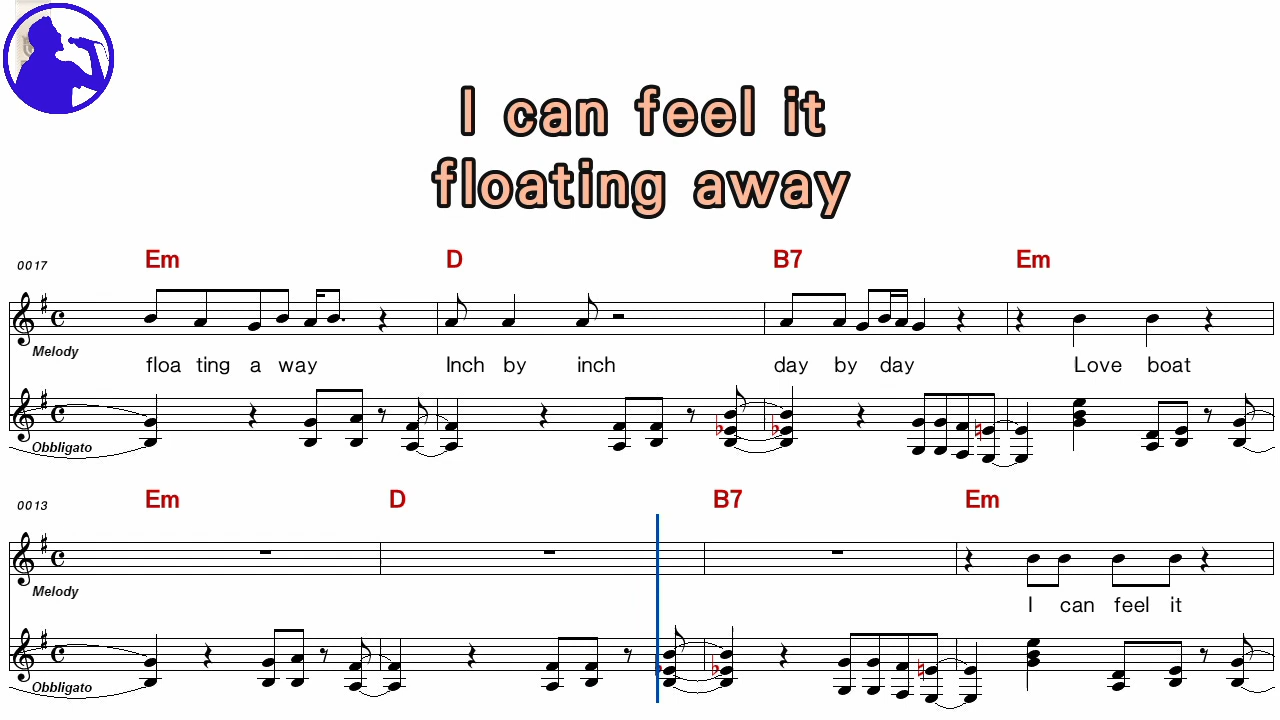 I can feel it
floating away
0017 Em D B7 Em
Melody
floa ting a way Inch by inch day by day Love boat
Obbligato
0013 Em D B7 Em
Melody
I can feel it
Obbligato